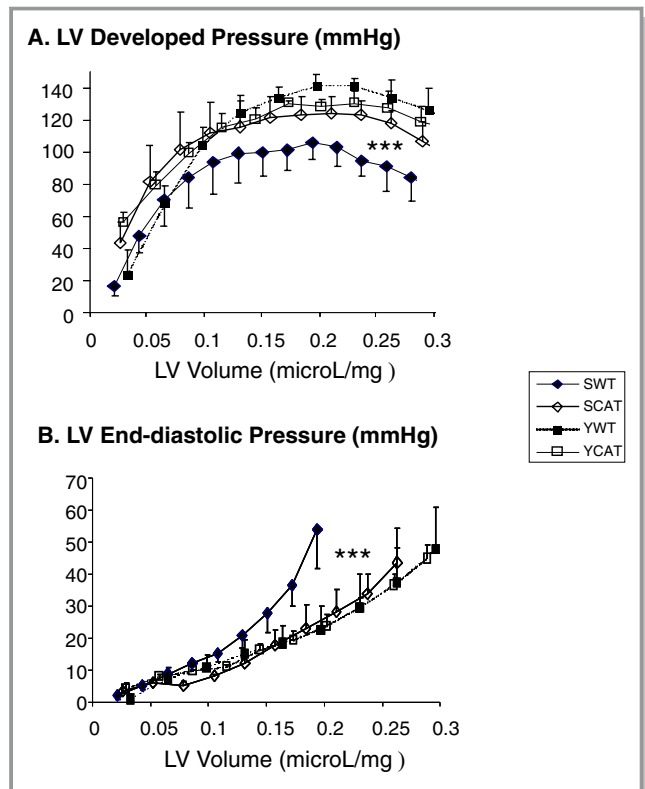 A. LV Developed Pressure (mmHg)
140
120
100
80
60
40
20
0
***
0 0.05 0.1 0.15 0.2 0.25 0.3
LV Volume (microL/mg )
SWT
SCAT
YWT
YCAT
B. LV End-diastolic Pressure (mmHg)
70
60
50
40
30
20
10
0
***
0 0.05 0.1 0.15 0.2 0.25 0.3
LV Volume (microL/mg )